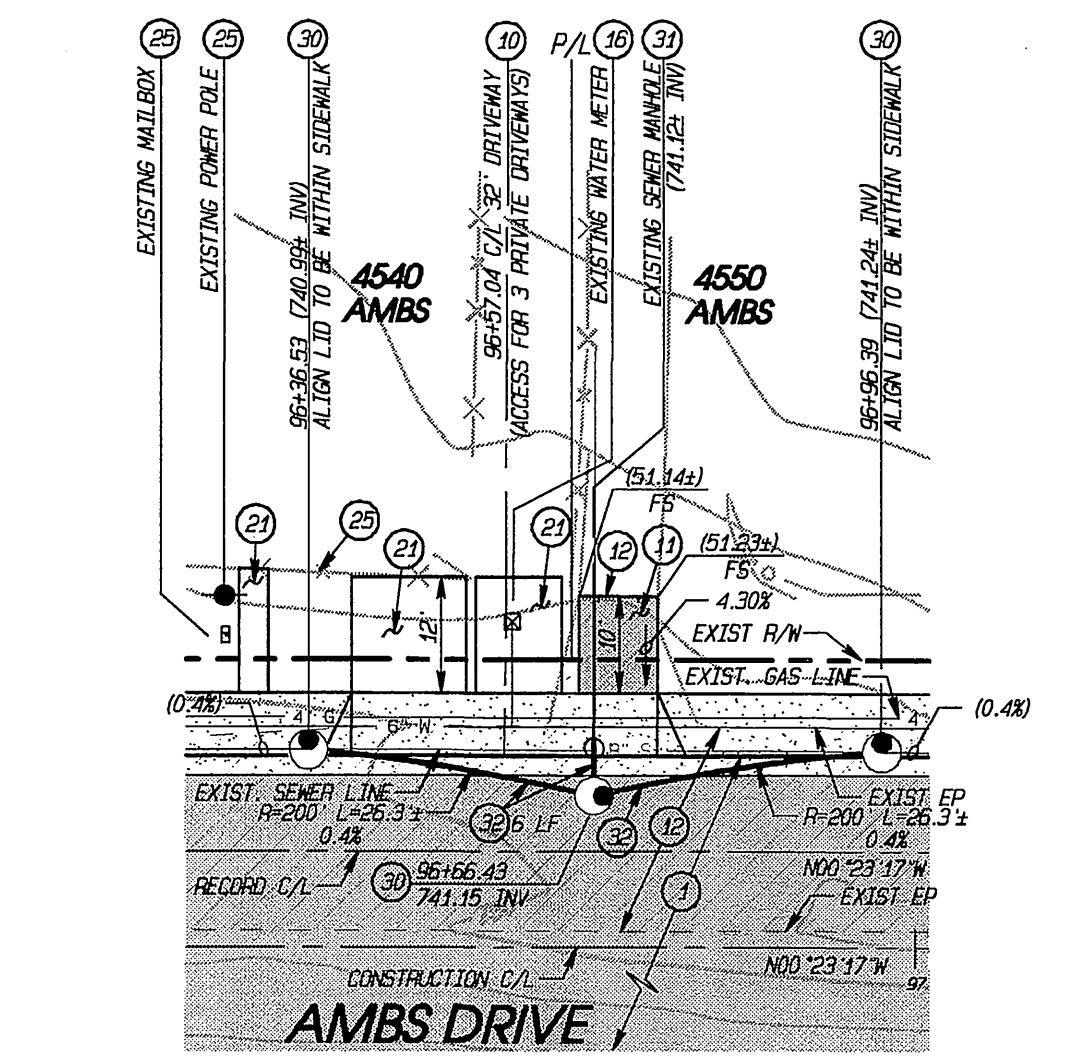 25
25
30
10
P/L
16
31
30
EXISTING MAILBOX
EXISTING POWER POLE
96+36.53 (740.99± INV)
ALIGN LID TO BE WITHIN SIDEWALK
96+57.04 C/L 32' DRIVEWAY
(ACCESS FOR 3 PRIVATE DRIVEWAYS)
EXISTING WATER METER
EXISTING SEWER MANHOLE
(741.12± INV)
96+96.39 (741.24± INV)
ALIGN LID TO BE WITHIN SIDEWALK
4540
AMBS
4550
AMBS
(51.14±)
FS
21
25
21
21
12
11
(51.23±)
FS
4.30%
12'
10'
EXIST R/W
EXIST. GAS LINE
(0.4%)
4 G
6" W
4
(0.4%)
EXIST. SEWER LINE
R=200' L=26.3'±
0.4%
32
6 LF
32
12
EXIST EP
R=200' L=26.3'±
0.4%
RECORD C/L
30
96+66.43
741.15 INV
1
N00°23'17"W
EXIST EP
CONSTRUCTION C/L
N00°23'17"W
97
AMBS DRIVE